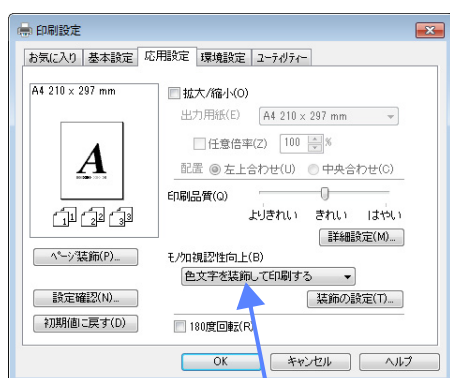 印刷設定
お気に入り 基本設定 応用設定 環境設定 ユーティリティー
A4 210 x 297 mm
A
1 1 2 2 3 3
ページ装飾(P)...
設定確認(N)...
初期値に戻す(D)
拡大/縮小(O)
出力用紙(E) A4 210 x 297 mm
任意倍率(Z) 100 %
配置 左上合わせ(U) 中央合わせ(C)
印刷品質(Q)
よりきれい きれい はやい
詳細設定(M)...
モノクロ視認性向上(B)
色文字を装飾して印刷する
装飾の設定(T)...
180度回転(R)
OK キャンセル ヘルプ